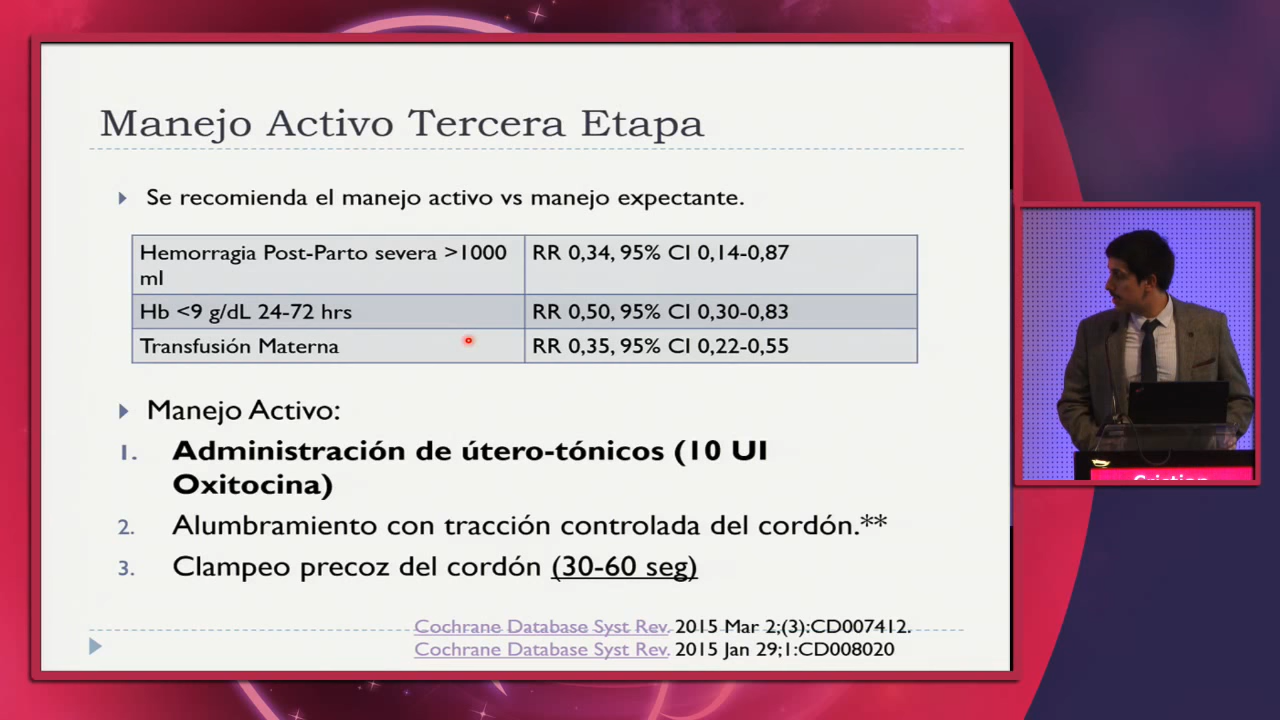 Manejo Activo Tercera Etapa
Se recomienda el manejo activo vs manejo expectante.
Hemorragia Post-Parto severa >1000 ml
RR 0,34, 95% CI 0,14-0,87
Hb <9 g/dL 24-72 hrs
RR 0,50, 95% CI 0,30-0,83
Transfusión Materna
RR 0,35, 95% CI 0,22-0,55
Manejo Activo:
1. Administración de útero-tónicos (10 UI
Oxitocina)
2. Alumbramiento con tracción controlada del cordón.**
3. Clampeo precoz del cordón (30-60 seg)
Cochrane Database Syst Rev. 2015 Mar 2;(3):CD007412.
Cochrane Database Syst Rev. 2015 Jan 29;1:CD008020